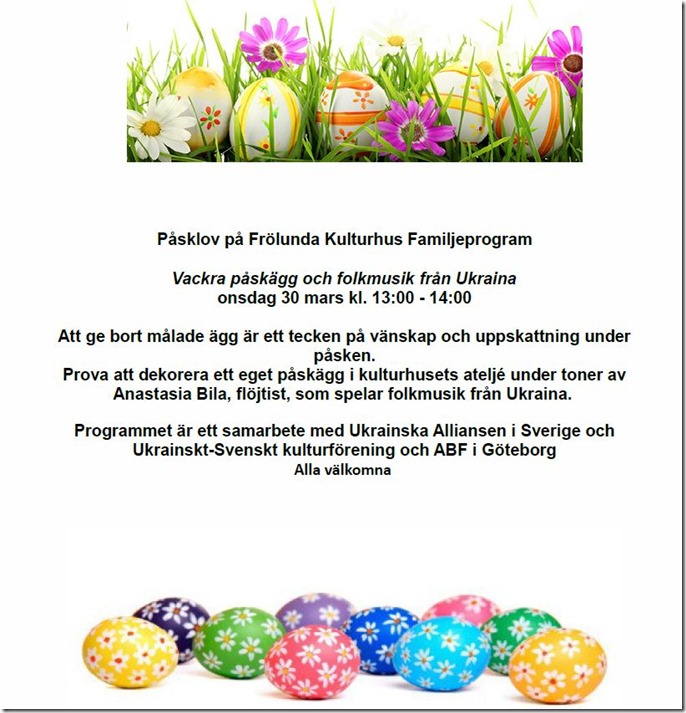 Påsklov på Frölunda Kulturhus Familjeprogram
Vackra påskägg och folkmusik från Ukraina
onsdag 30 mars kl. 13:00 - 14:00
Att ge bort målade ägg är ett tecken på vänskap och uppskattning under
påsken.
Prova att dekorera ett eget påskägg i kulturhusets ateljé under toner av
Anastasia Bila, flöjtist, som spelar folkmusik från Ukraina.
Programmet är ett samarbete med Ukrainska Alliansen i Sverige och
Ukrainskt-Svenskt kulturförening och ABF i Göteborg
Alla välkomna